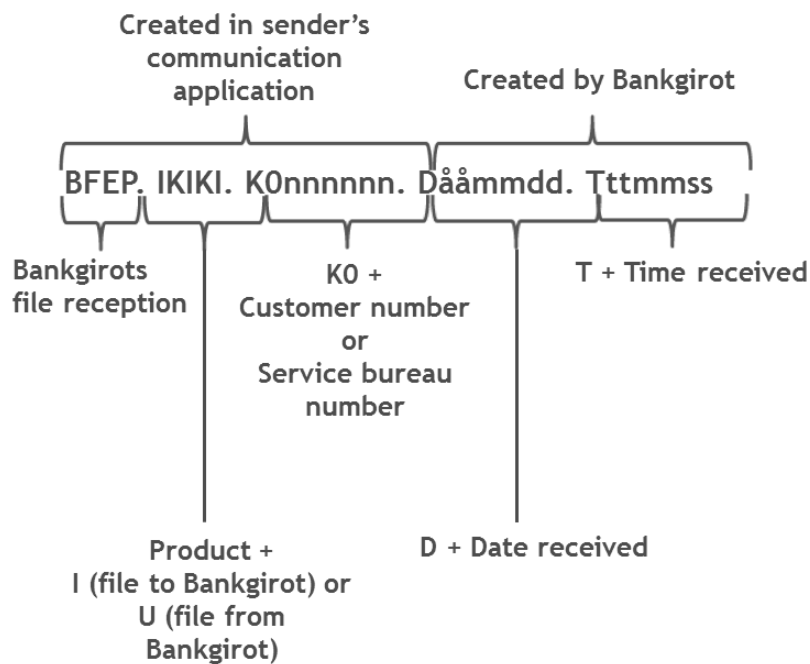 Created in sender's
communication
application
Created by Bankgirot
BFEP. IKIKI. K0nnnnnn. Dååmmdd. Tttmmss
Bankgirots
file reception
K0 +
Customer number
or
Service bureau
number
T + Time received
Product +
I (file to Bankgirot) or
U (file from
Bankgirot)
D + Date received